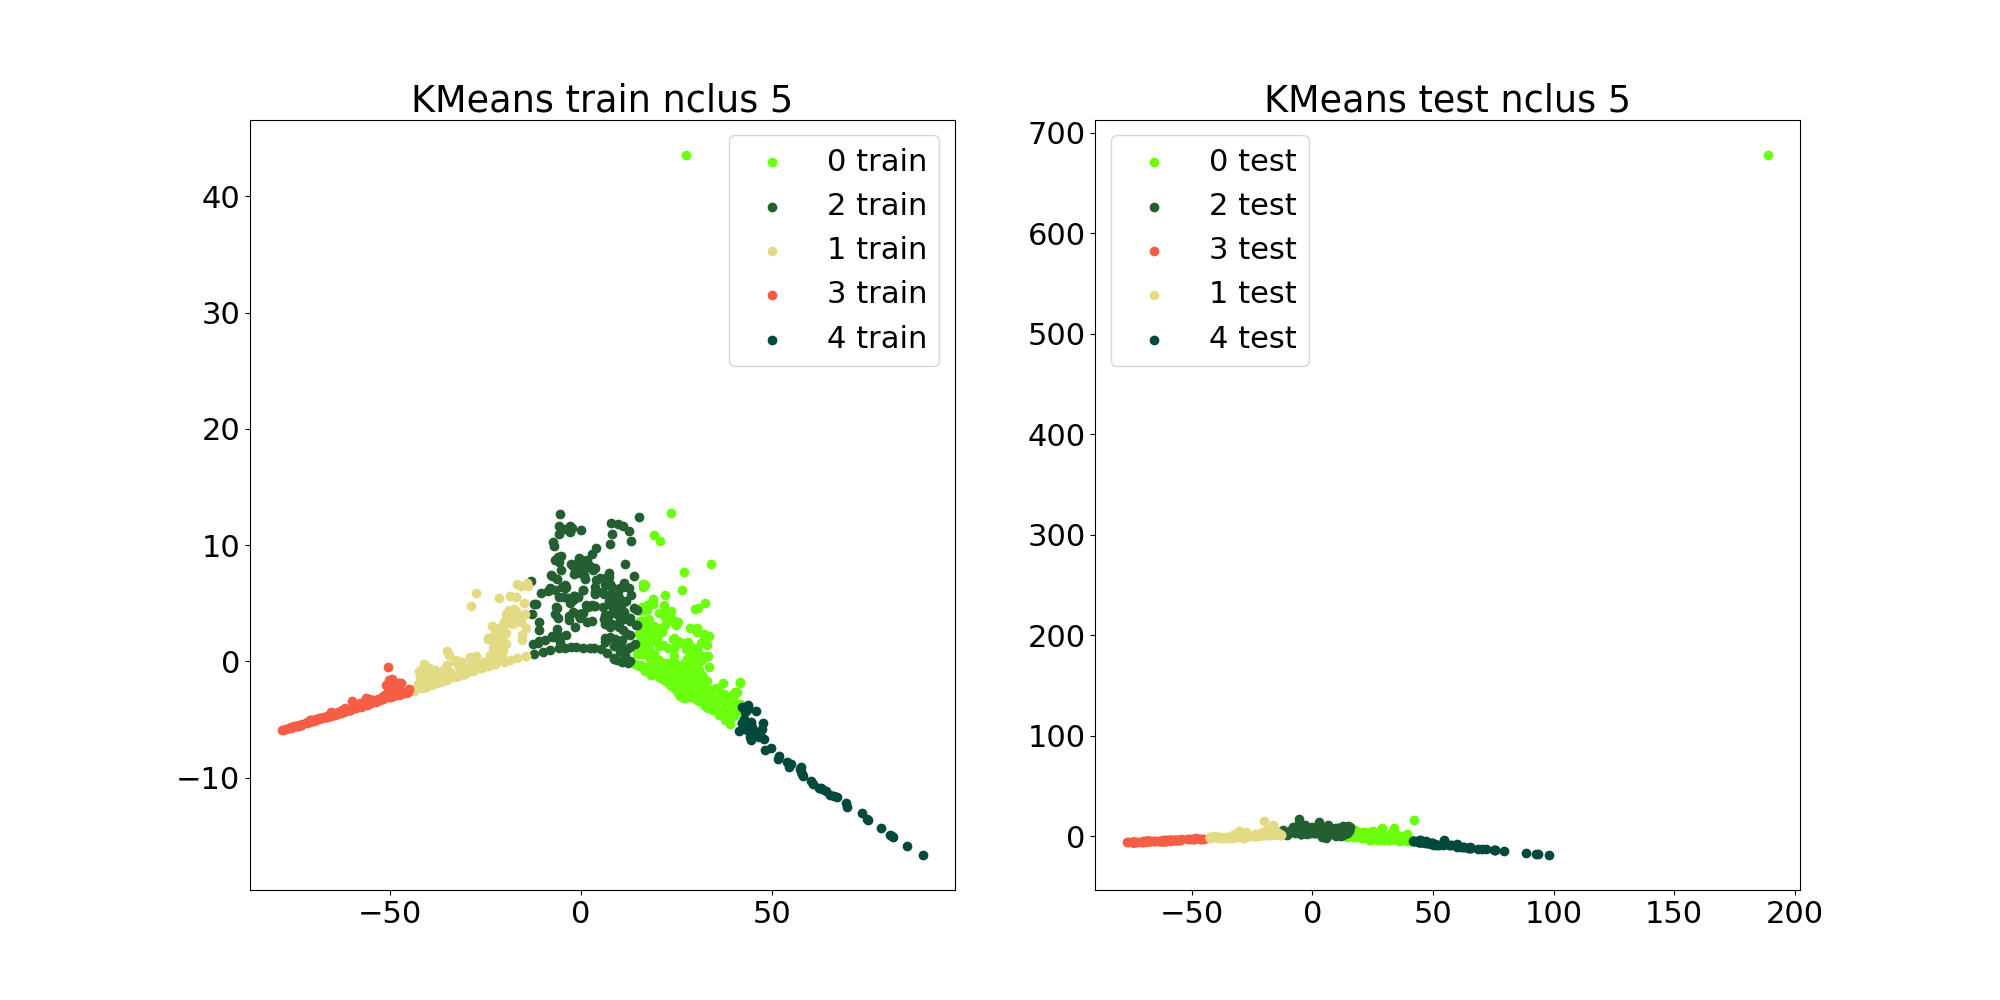 KMeans train nclus 5
40
30
20
10
0
−10
−50
0
50
0 train
2 train
1 train
3 train
4 train
KMeans test nclus 5
700
600
500
400
300
200
100
0
−50
0
50
100
150
200
0 test
2 test
3 test
1 test
4 test